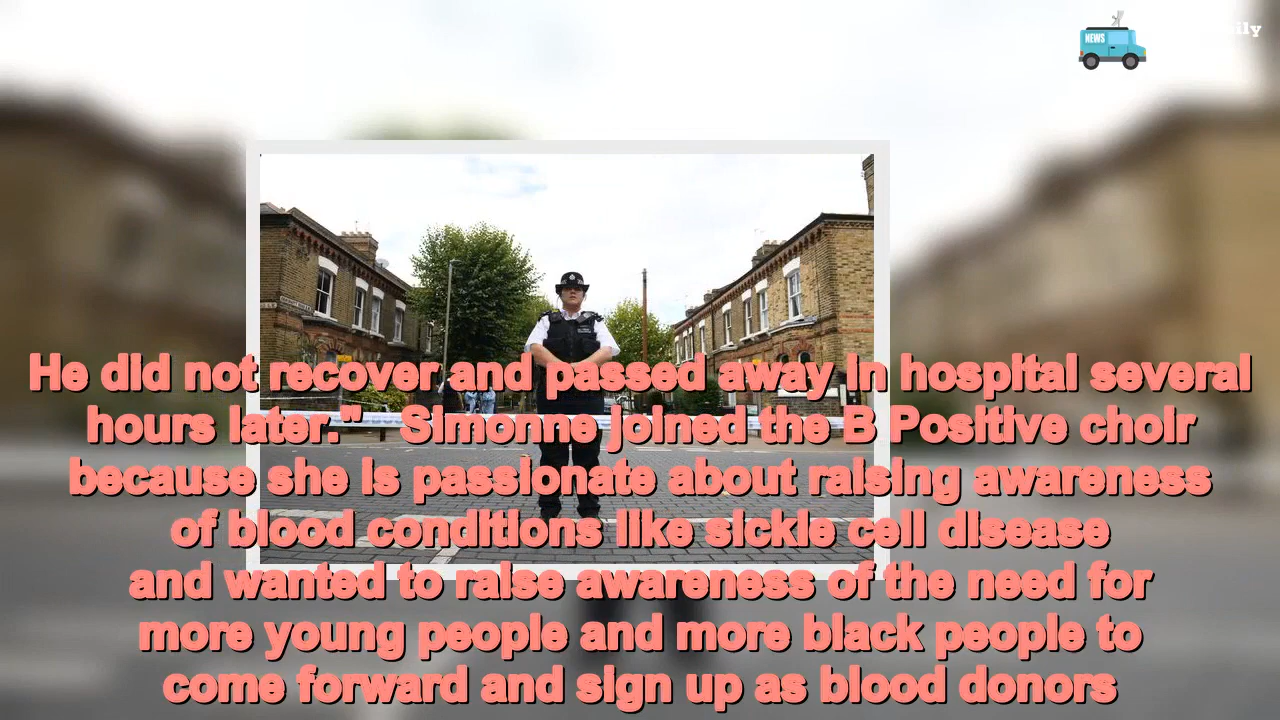 NEWS
ily
He did not recover and passed away in hospital several
hours later." Simonne joined the B Positive choir
because she is passionate about raising awareness
of blood conditions like sickle cell disease
and wanted to raise awareness of the need for
more young people and more black people to
come forward and sign up as blood donors